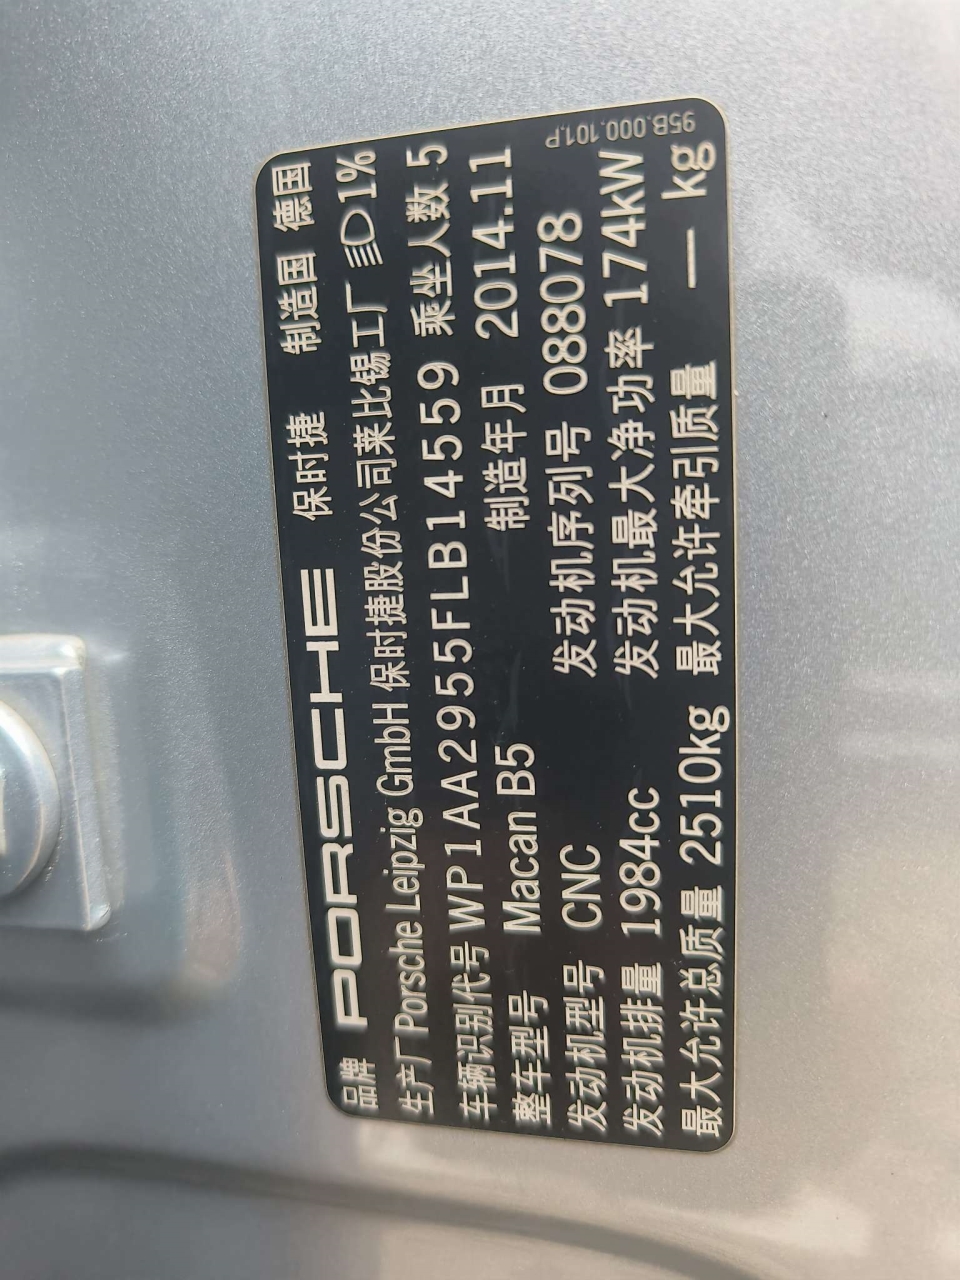 品牌 PORSCHE 保时捷 制造国 德国
生产厂 Porsche Leipzig GmbH 保时捷股份公司莱比锡工厂 1%
车辆识别代号 WP1AA2955FLB14559 乘坐人数 5
整车型号 Macan B5 制造年月 2014.11
发动机型号 CNC 发动机序列号 088078
发动机排量 1984cc 发动机最大净功率 174kW
最大允许总质量 2510kg 最大允许牵引质量 — kg
95B.000.101.P